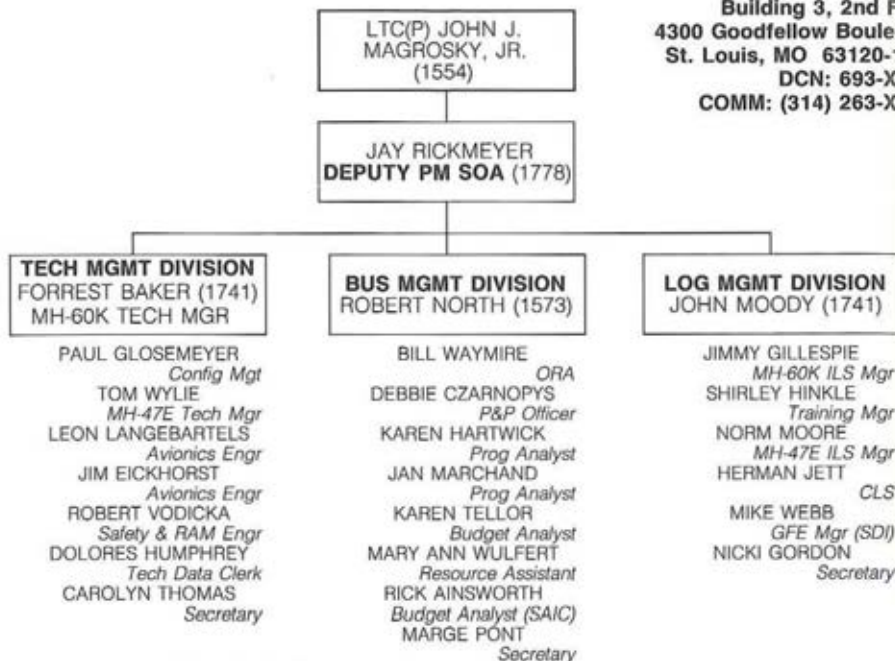 LTC(P) JOHN J.
MAGROSKY, JR.
(1554)
Building 3, 2nd
4300 Goodfellow
St. Louis, MO 63120-
DCN: 693-X
COMM: (314) 263-X
JAY RICKMEYER
DEPUTY PM SOA (1778)
TECH MGMT DIVISION
FORREST BAKER (1741)
MH-60K TECH MGR
PAUL GLOSEMEYER
Config Mgt
TOM WYLIE
MH-47E Tech Mgr
LEON LANGEBARTELS
Avionics Engr
JIM EICKHORST
Avionics Engr
ROBERT VODICKA
Safety & RAM Engr
DOLORES HUMPHREY
Tech Data Clerk
CAROLYN THOMAS
Secretary
BUS MGMT DIVISION
ROBERT NORTH (1573)
BILL WAYMIRE
ORA
DEBBIE CZARNOPYS
P&P Officer
KAREN HARTWICK
Prog Analyst
JAN MARCHAND
Prog Analyst
KAREN TELLOR
Budget Analyst
MARY ANN WULFERT
Resource Assistant
RICK AINSWORTH
Budget Analyst (SAIC)
MARGE PONT
Secretary
LOG MGMT DIVISION
JOHN MOODY (1741)
JIMMY GILLESPIE
MH-60K ILS Mgr
SHIRLEY HINKLE
Training Mgr
NORM MOORE
MH-47E ILS Mgr
HERMAN JETT
CLS
MIKE WEBB
GFE Mgr (SDI)
NICKI GORDON
Secretary